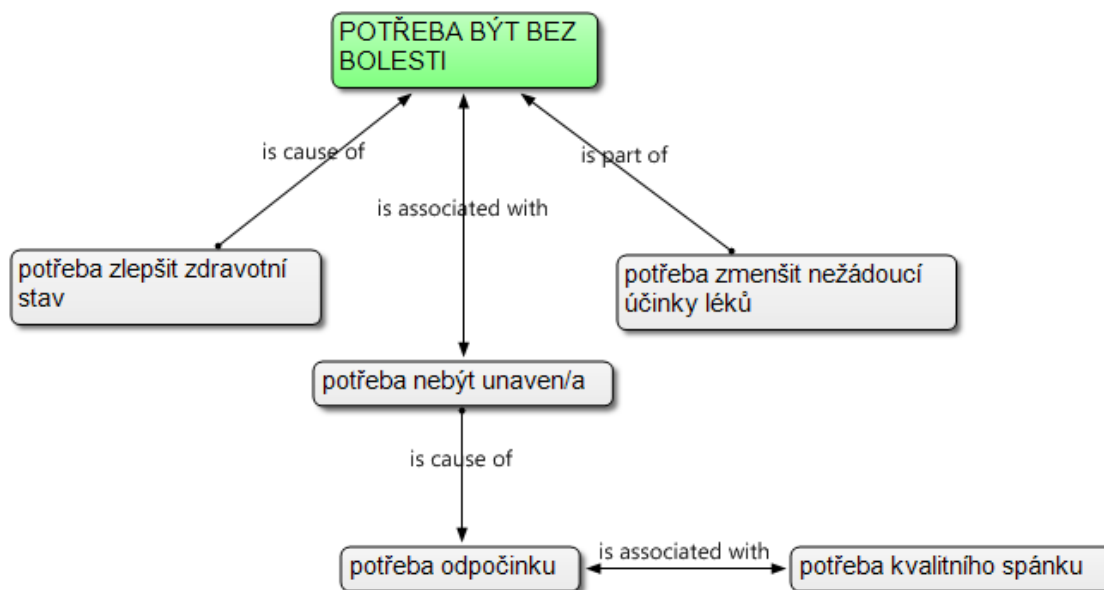 POTŘEBA BÝT BEZ
BOLESTI
is cause of
is part of
is associated with
potřeba zlepšit zdravotní
stav
potřeba zmenšit nežádoucí
účinky léků
potřeba nebýt unaven/a
is cause of
potřeba odpočinku
is associated with
potřeba kvalitního spánku